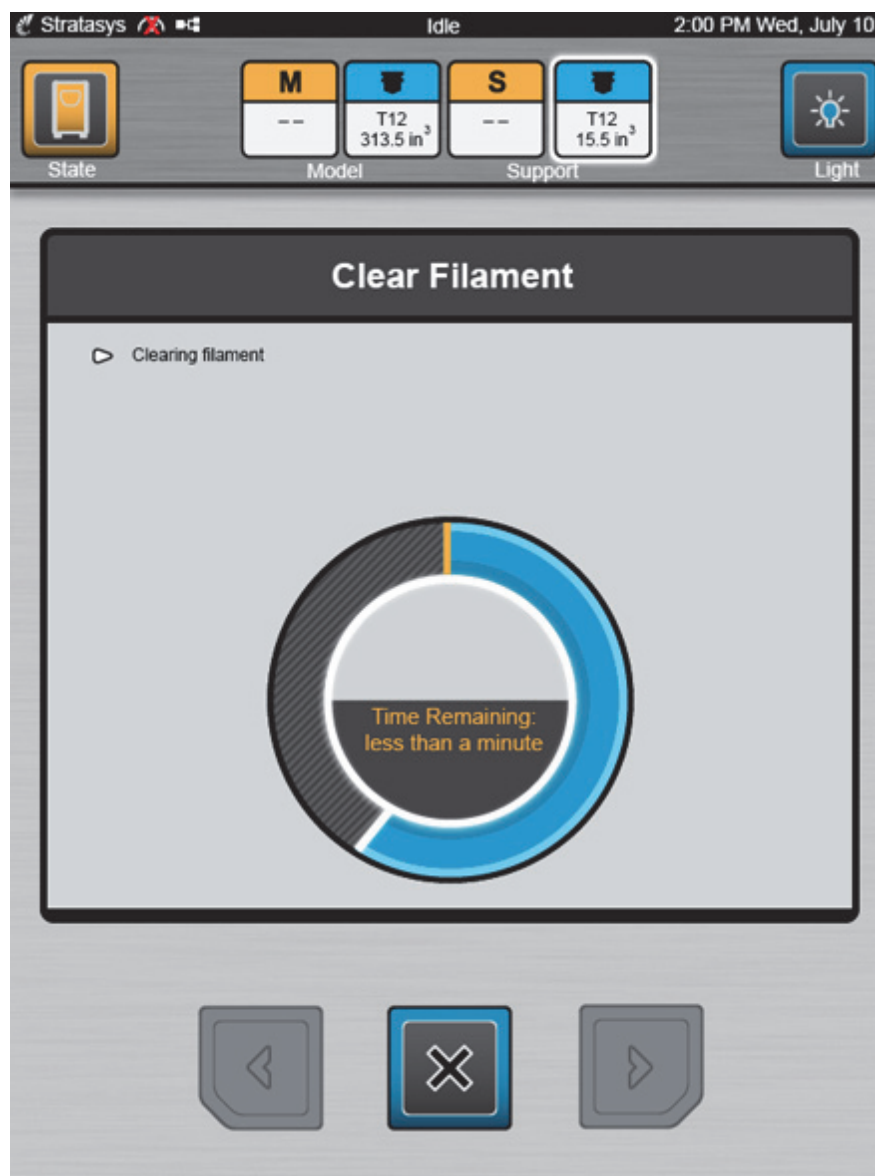 Stratasys Idle 2:00 PM Wed, July 10
M S
-- T12 -- T12
313.5 in³ 15.5 in³
State Model Support Light
Clear Filament
Clearing filament
Time Remaining:
less than a minute